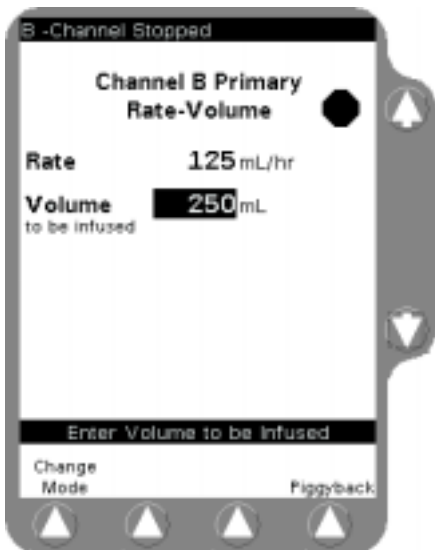 B -Channel Stopped
Channel B Primary
Rate-Volume
Rate 125 mL/hr
Volume 250 mL
to be infused
Enter Volume to be Infused
Change
Mode Piggyback